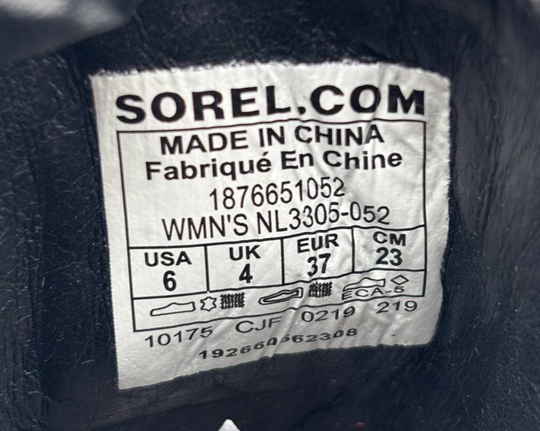 SOREL.COM
MADE IN CHINA
Fabriqué En Chine
1876651052
WMN'S NL3305-052
USA UK EUR CM
6 4 37 23
ECA-5
10175 CJF 0219 219